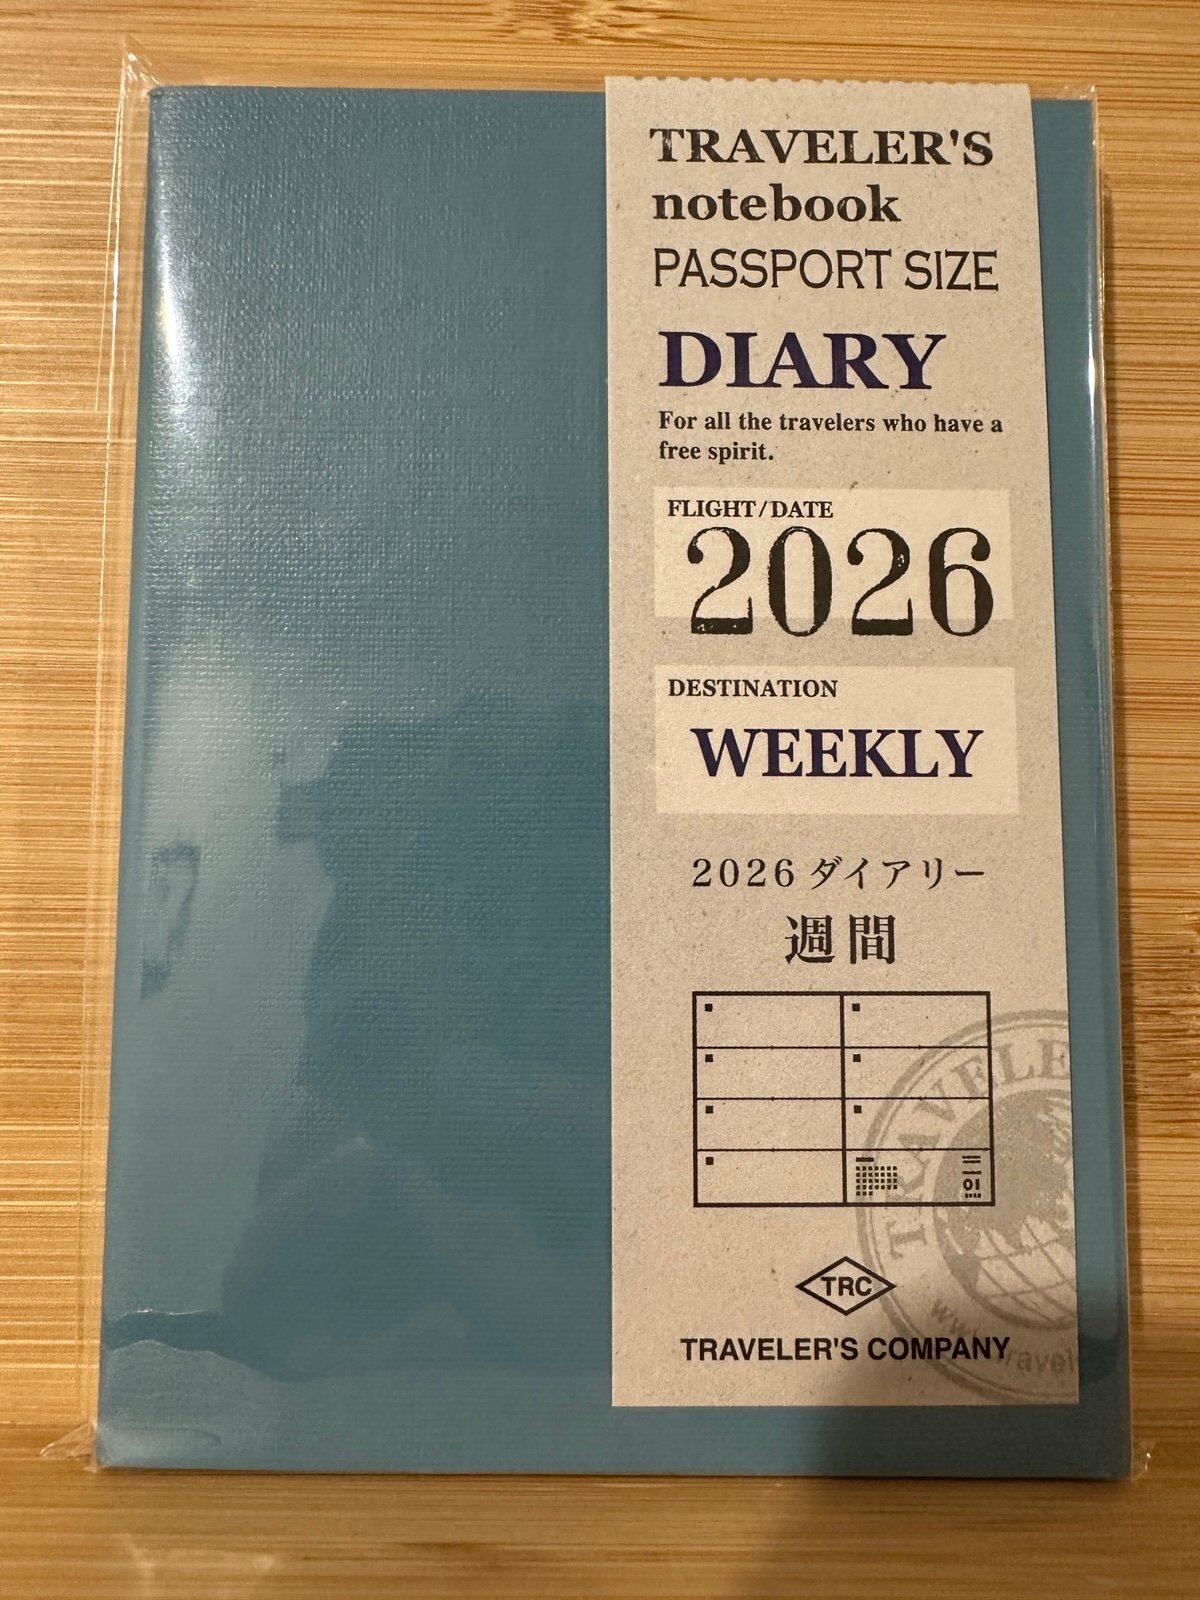 TRAVELER'S
notebook
PASSPORT SIZE
DIARY
For all the travelers who have a
free spirit.
FLIGHT/DATE
2026
DESTINATION
WEEKLY
2026 ダイアリー
週間
TRC
TRAVELER'S COMPANY
TRAVELE